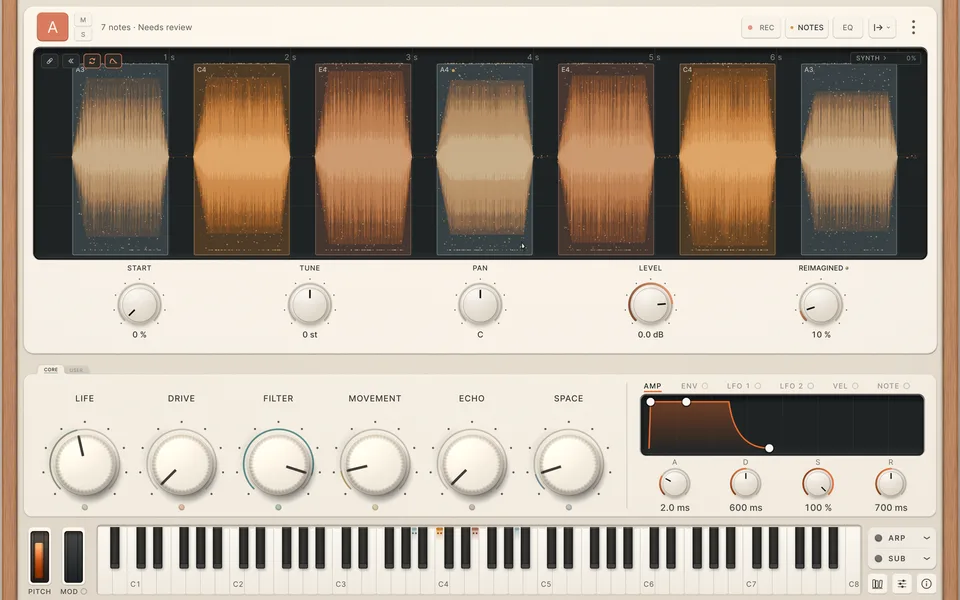 A
M
S
7 notes · Needs review
REC
NOTES
EQ
1 s
2 s
3 s
4 s
5 s
6 s
SYNTH >
0%
A3
C4
E4
A4
E4
C4
A3
START
TUNE
PAN
LEVEL
REIMAGINED
0 %
0 st
C
0.0 dB
10 %
CORE
USER
LIFE
DRIVE
FILTER
MOVEMENT
ECHO
SPACE
AMP
ENV
LFO 1
LFO 2
VEL
NOTE
A
D
S
R
2.0 ms
600 ms
100 %
700 ms
PITCH
MOD
C1
C2
C3
C4
C5
C6
C7
C8
ARP
SUB